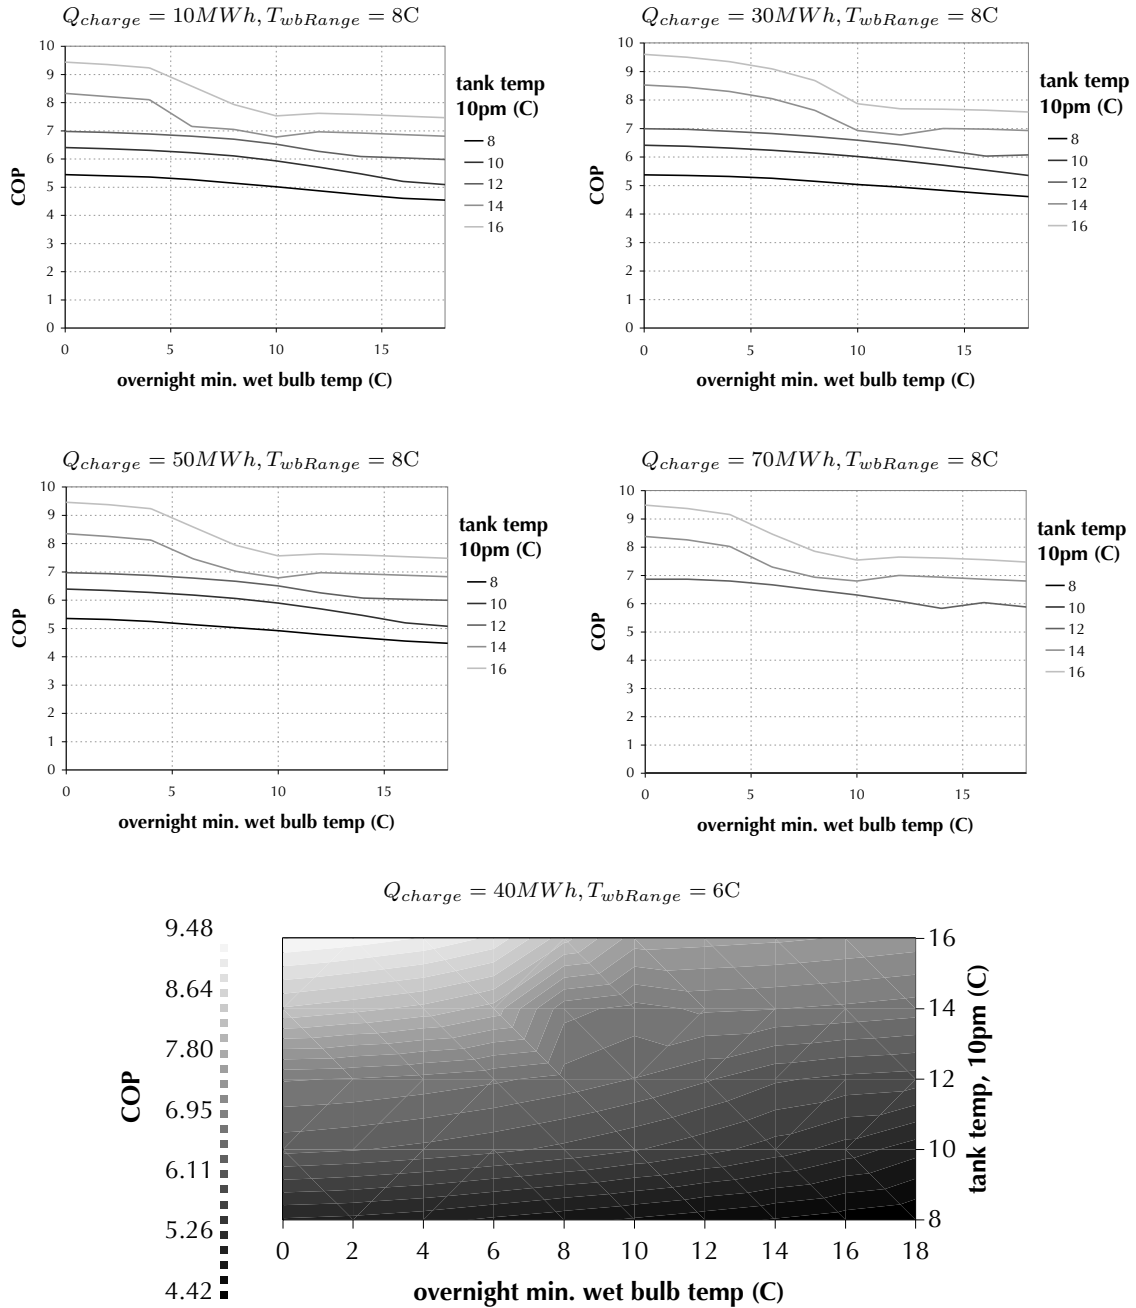 Q_charge = 10MWh, T_wbRange = 8C
10
9
8
7
6
5
4
3
2
1
0
COP
0 5 10 15
overnight min. wet bulb temp (C)
tank temp
10pm (C)
8
10
12
14
16
Q_charge = 30MWh, T_wbRange = 8C
10
9
8
7
6
5
4
3
2
1
0
COP
0 5 10 15
overnight min. wet bulb temp (C)
tank temp
10pm (C)
8
10
12
14
16
Q_charge = 50MWh, T_wbRange = 8C
10
9
8
7
6
5
4
3
2
1
0
COP
0 5 10 15
overnight min. wet bulb temp (C)
tank temp
10pm (C)
8
10
12
14
16
Q_charge = 70MWh, T_wbRange = 8C
10
9
8
7
6
5
4
3
2
1
0
COP
0 5 10 15
overnight min. wet bulb temp (C)
tank temp
10pm (C)
8
10
12
14
16
Q_charge = 40MWh, T_wbRange = 6C
COP
9.48
8.64
7.80
6.95
6.11
5.26
4.42
16
14
12
10
8
tank temp, 10pm (C)
0 2 4 6 8 10 12 14 16 18
overnight min. wet bulb temp (C)